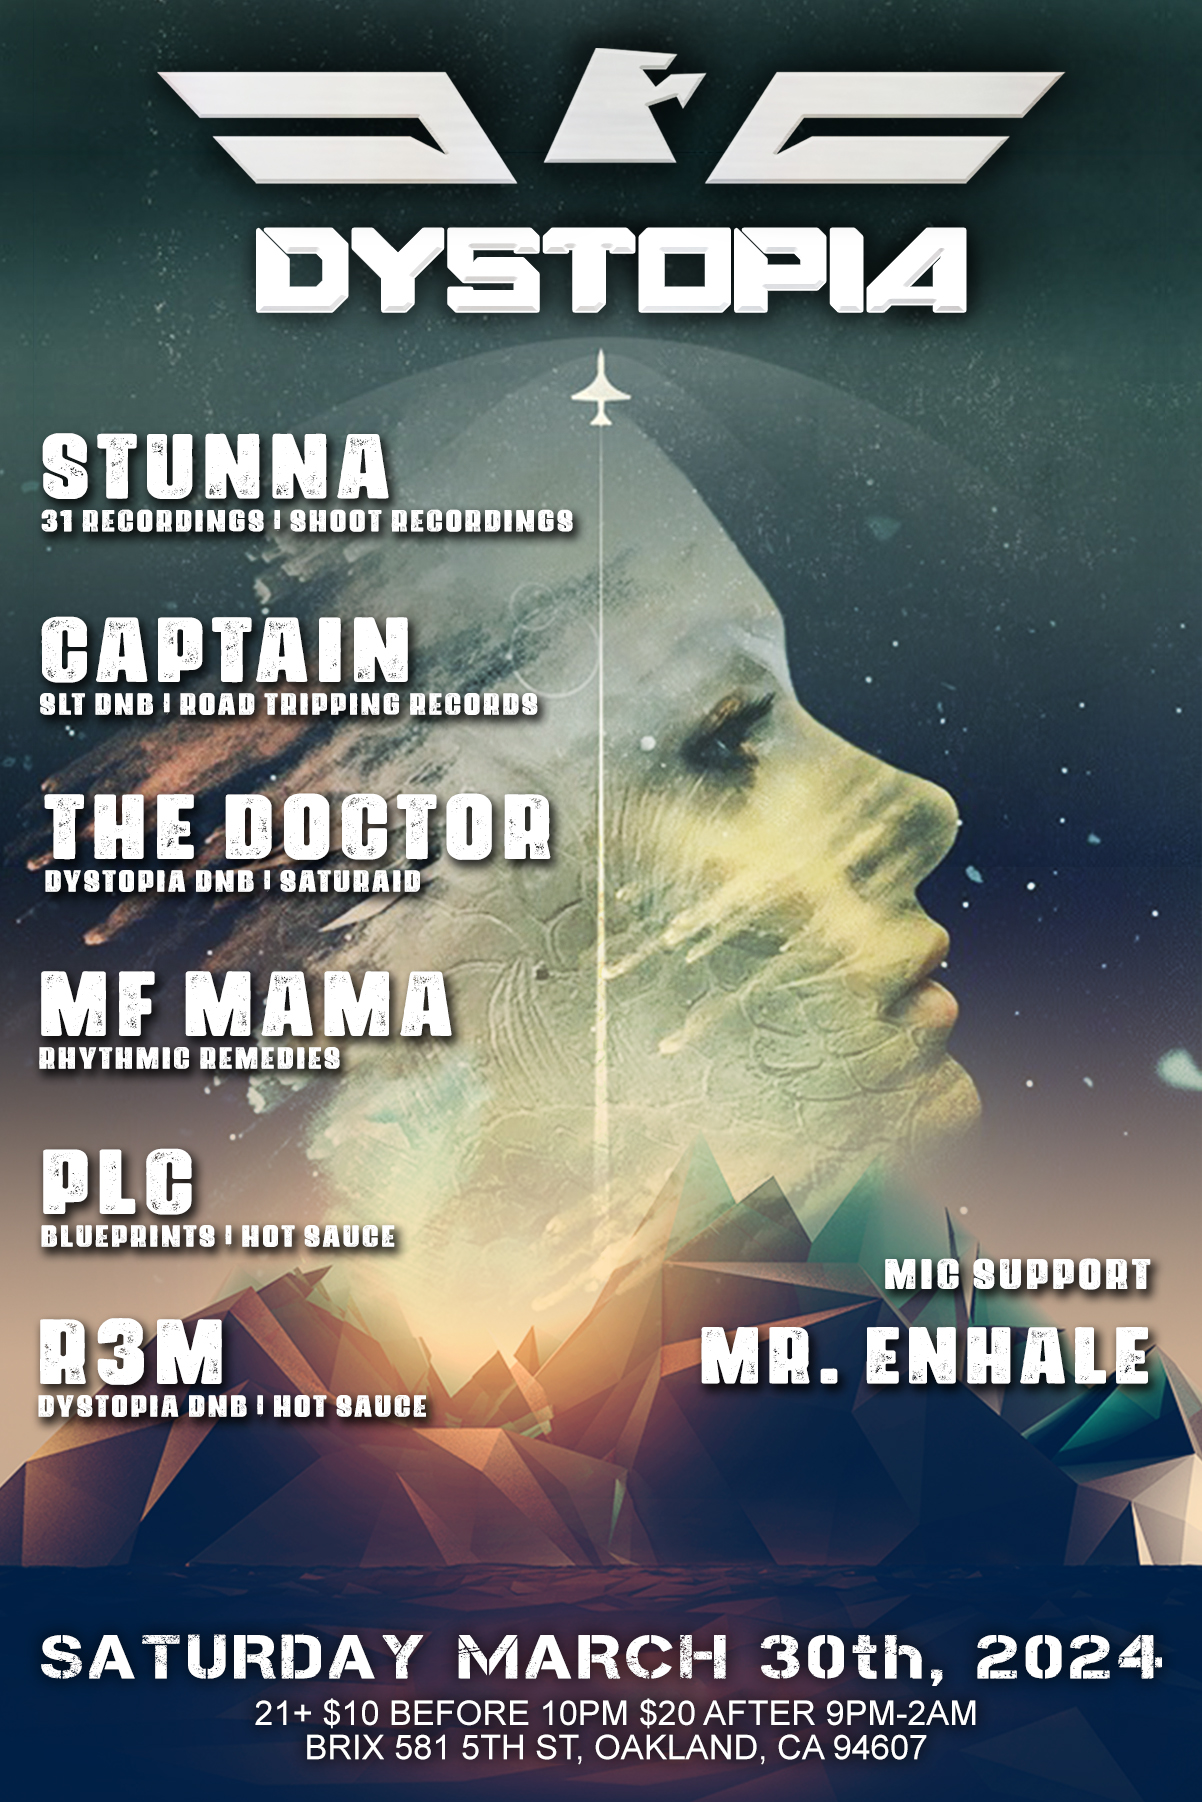 DYSTOPIA
STUNNA
31 RECORDINGS | SHOOT RECORDINGS
CAPTAIN
SLT DNB | ROAD TRIPPING RECORDS
THE DOCTOR
DYSTOPIA DNB | SATURAID
MF MAMA
RHYTHMIC REMEDIES
PLC
BLUEPRINTS | HOT SAUCE
R3M
DYSTOPIA DNB | HOT SAUCE
MIC SUPPORT
MR. ENHALE
SATURDAY MARCH 30th, 2024
21+ $10 BEFORE 10PM $20 AFTER 9PM-2AM
BRIX 581 5TH ST, OAKLAND, CA 94607